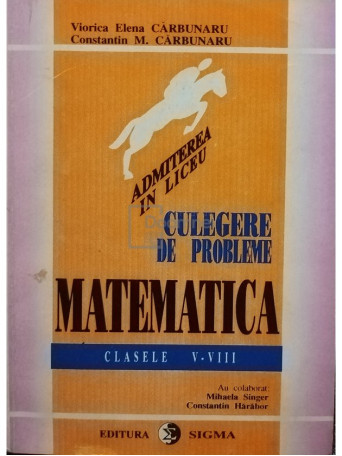 Viorica Elena CĂRBUNARU
Constantin M. CĂRBUNARU
ADMITEREA
IN LICEU
CULEGERE
DE PROBLEME
MATEMATICA
CLASELE V-VIII
Au colaborat:
Mihaela Singer
Constantin Hărăbor
EDITURA SIGMA